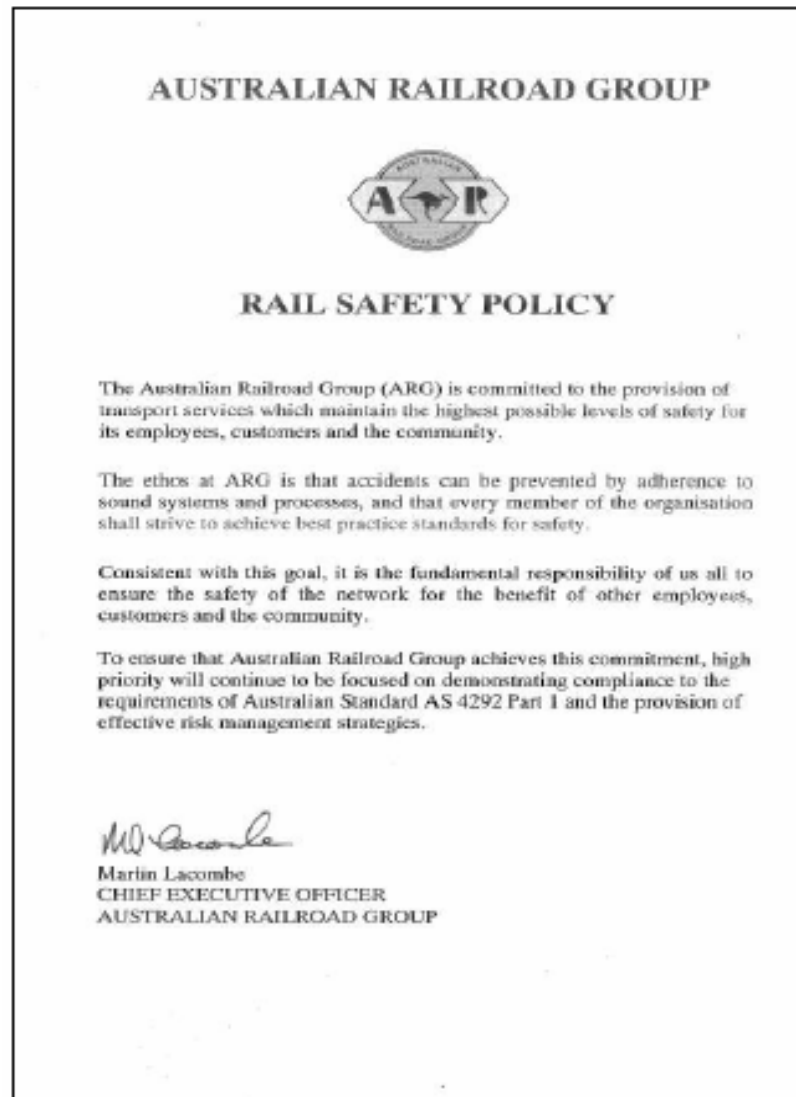 AUSTRALIAN RAILROAD GROUP
AUSTRALIAN
A R
RAILROAD GROUP
RAIL SAFETY POLICY
The Australian Railroad Group (ARG) is committed to the provision of
transport services which maintain the highest possible levels of safety for
its employees, customers and the community.
The ethos at ARG is that accidents can be prevented by adherence to
sound systems and processes, and that every member of the organisation
shall strive to achieve best practice standards for safety.
Consistent with this goal, it is the fundamental responsibility of us all to
ensure the safety of the network for the benefit of other employees,
customers and the community.
To ensure that Australian Railroad Group achieves this commitment, high
priority will continue to be focused on demonstrating compliance to the
requirements of Australian Standard AS 4292 Part 1 and the provision of
effective risk management strategies.
Martin Lacombe
CHIEF EXECUTIVE OFFICER
AUSTRALIAN RAILROAD GROUP